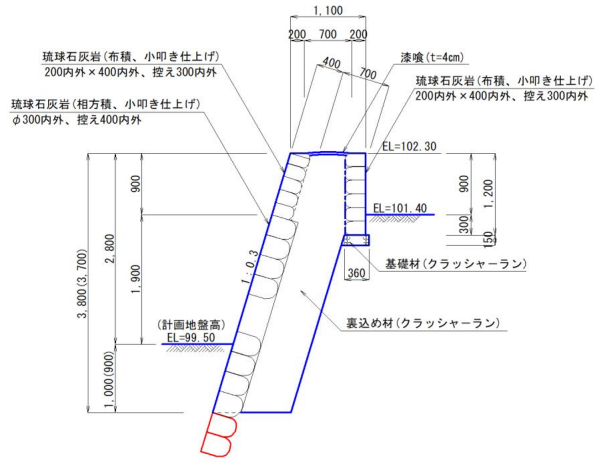 1,100
200 700 200
400
700
漆喰(t=4cm)
琉球石灰岩(布積、小叩き仕上げ)
200内外×400内外、控え300内外
琉球石灰岩(布積、小叩き仕上げ)
200内外×400内外、控え300内外
琉球石灰岩(相方積、小叩き仕上げ)
φ300内外、控え400内外
EL=102.30
EL=101.40
900
1,200
300
150
900
2,800
1,900
3,800(3,700)
1,000(900)
1:0.3
360
基礎材(クラッシャーラン)
裏込め材(クラッシャーラン)
(計画地盤高)
EL=99.50